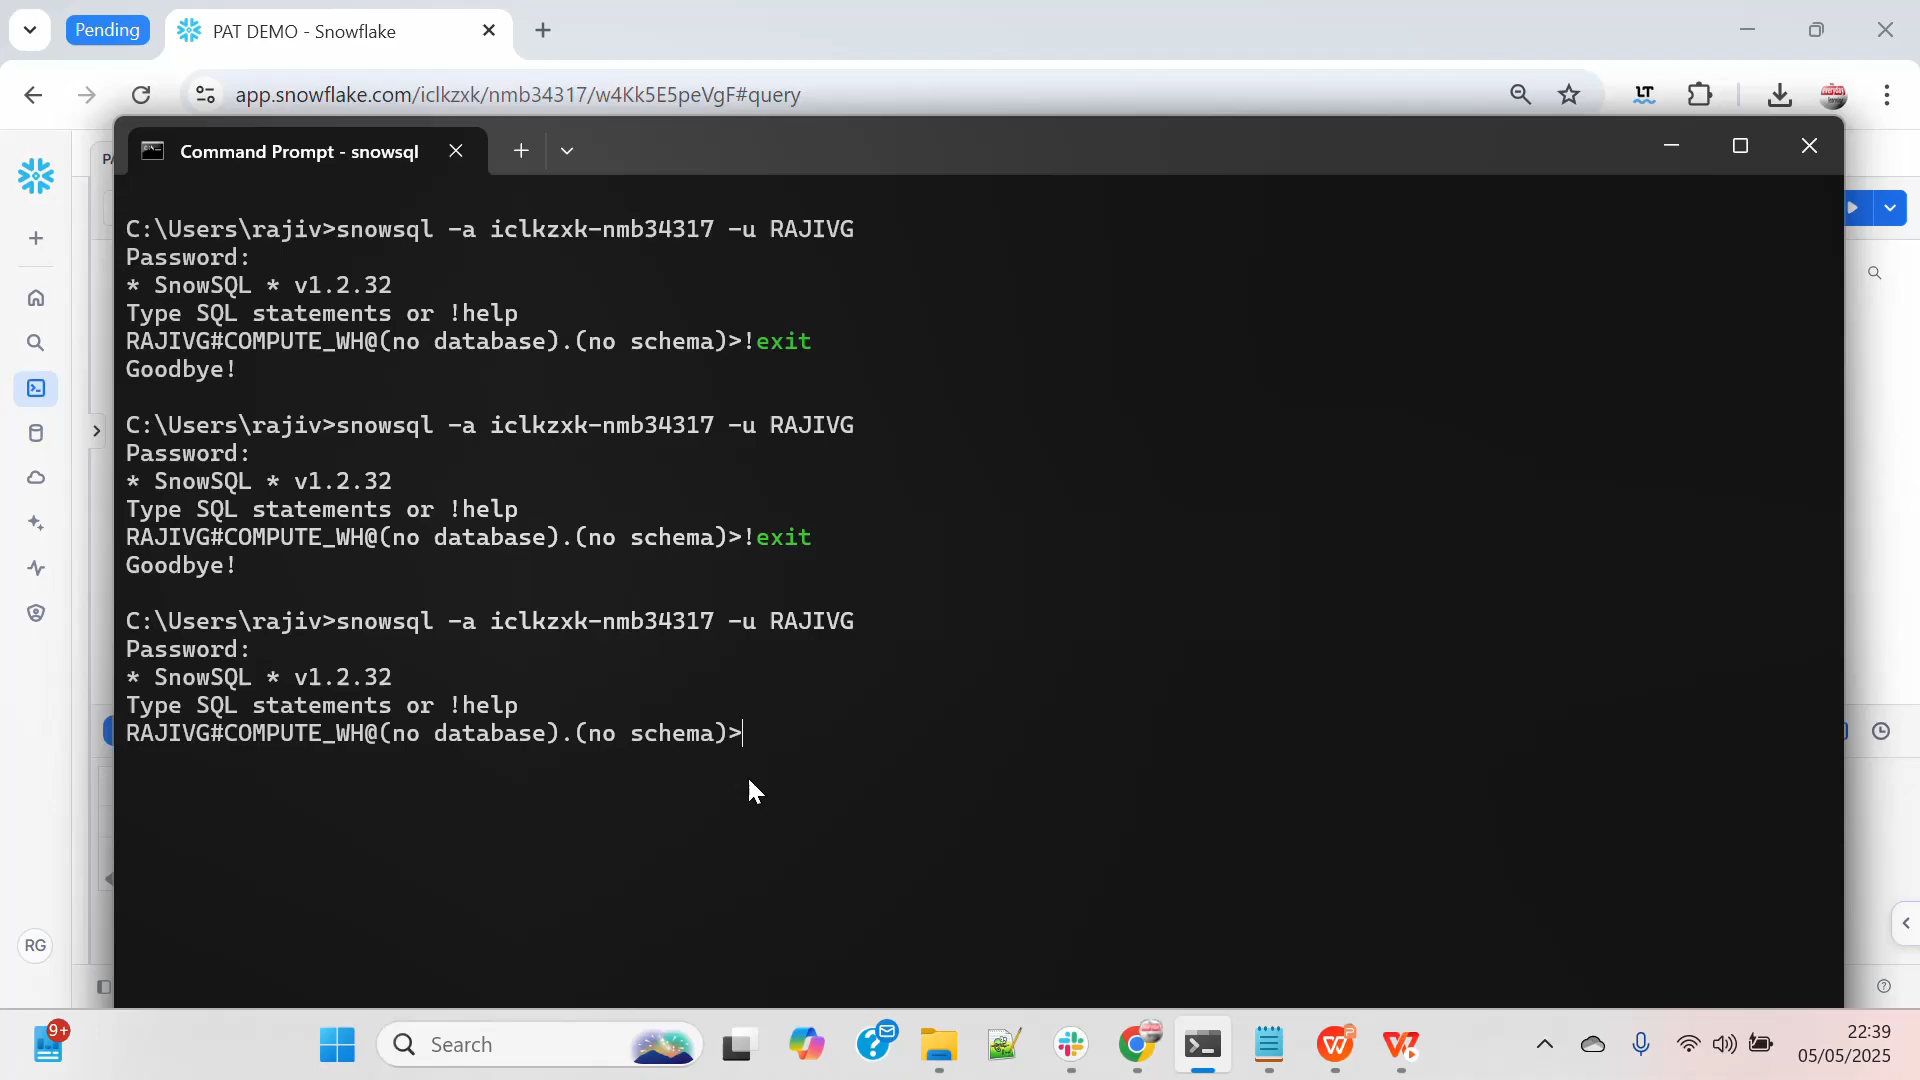 Pending
PAT DEMO - Snowflake
app.snowflake.com/iclkzxk/nmb34317/w4Kk5E5peVgF#query
LT
Command Prompt - snowsql
C:\Users\rajiv>snowsql -a iclkzxk-nmb34317 -u RAJIVG
Password:
* SnowSQL * v1.2.32
Type SQL statements or !help
RAJIVG#COMPUTE_WH@(no database).(no schema)>!exit
Goodbye!
C:\Users\rajiv>snowsql -a iclkzxk-nmb34317 -u RAJIVG
Password:
* SnowSQL * v1.2.32
Type SQL statements or !help
RAJIVG#COMPUTE_WH@(no database).(no schema)>!exit
Goodbye!
C:\Users\rajiv>snowsql -a iclkzxk-nmb34317 -u RAJIVG
Password:
* SnowSQL * v1.2.32
Type SQL statements or !help
RAJIVG#COMPUTE_WH@(no database).(no schema)>
RG
9+
Search
22:39
05/05/2025